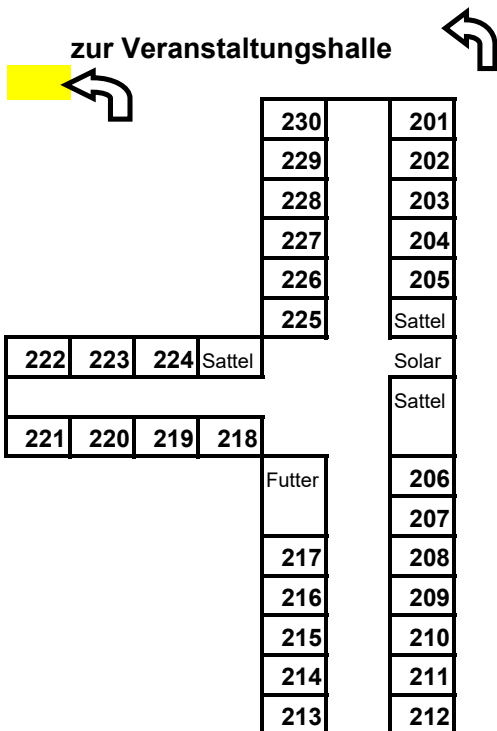 zur Veranstaltungshalle
230 201
229 202
228 203
227 204
226 205
225 Sattel
222 223 224 Sattel Solar
Sattel
221 220 219 218
Futter 206
207
217 208
216 209
215 210
214 211
213 212